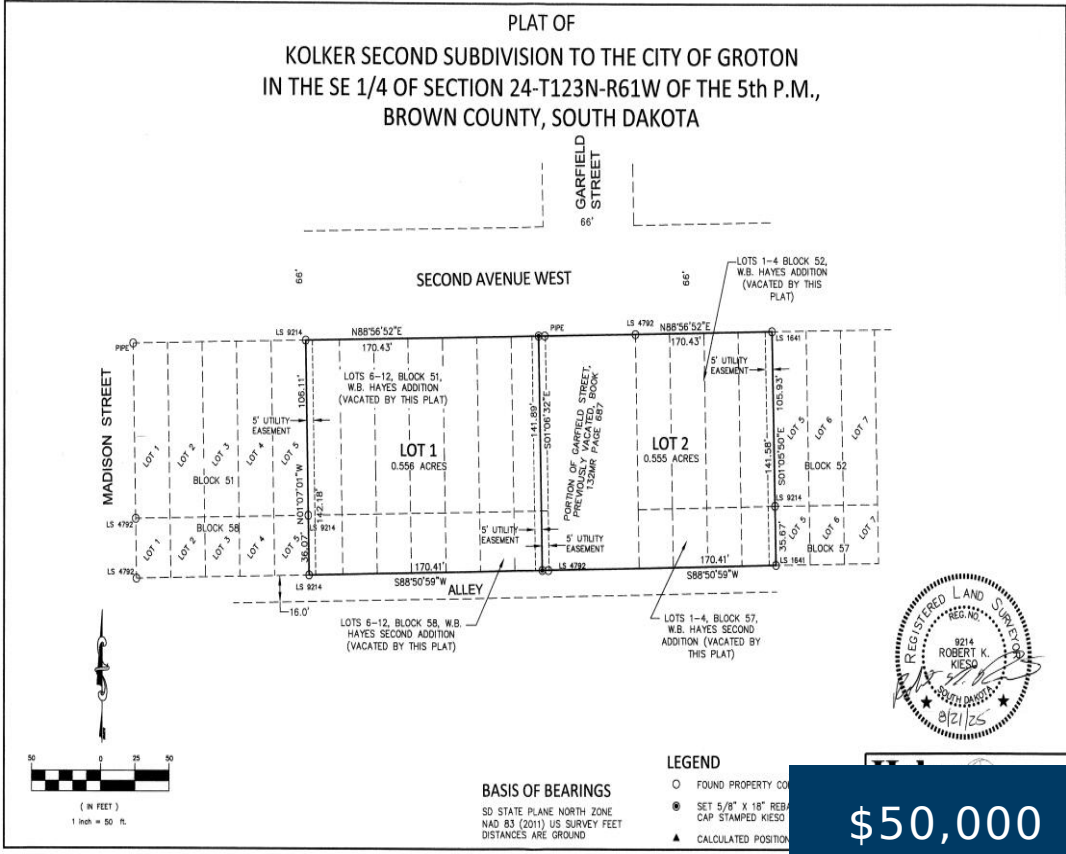 PLAT OF
KOLKER SECOND SUBDIVISION TO THE CITY OF GROTON
IN THE SE 1/4 OF SECTION 24-T123N-R61W OF THE 5th P.M.,
BROWN COUNTY, SOUTH DAKOTA
GARFIELD
STREET
66'
66'
SECOND AVENUE WEST
66'
LOTS 1-4 BLOCK 52,
W.B. HAYES ADDITION
(VACATED BY THIS
PLAT)
PIPE
LS 9214
N88°56'52"E
170.43'
PIPE
LS 4792
N88°56'52"E
170.43'
LS 1641
MADISON STREET
106.11'
LOTS 6-12, BLOCK 51,
W.B. HAYES ADDITION
(VACATED BY THIS PLAT)
5' UTILITY
EASEMENT
5' UTILITY
EASEMENT
105.93'
LOT 1
0.556 ACRES
141.89'
S01°06'32"E
PORTION OF GARFIELD STREET,
PREVIOUSLY VACATED, BOOK
132MR PAGE 687
LOT 2
0.555 ACRES
141.58'
S01°05'50"E
LOT 1
LOT 2
LOT 3
LOT 4
LOT 5
BLOCK 51
LOT 5
LOT 6
LOT 7
BLOCK 52
N01°07'01"W
142.18'
LS 4792
BLOCK 58
LS 9214
LS 9214
LOT 1
LOT 2
LOT 3
LOT 4
LOT 5
36.07'
5' UTILITY
EASEMENT
5' UTILITY
EASEMENT
35.67'
LOT 5
LOT 6
LOT 7
BLOCK 57
LS 4792
LS 9214
170.41'
S88°50'59"W
LS 4792
170.41'
S88°50'59"W
LS 1641
ALLEY
16.0'
LOTS 6-12, BLOCK 58, W.B.
HAYES SECOND ADDITION
(VACATED BY THIS PLAT)
LOTS 1-4, BLOCK 57,
W.B. HAYES SECOND
ADDITION (VACATED BY
THIS PLAT)
REGISTERED LAND SURVEYOR
REG. NO.
9214
ROBERT K.
KIESO
SOUTH DAKOTA
8/21/25
50 0 25 50
( IN FEET )
1 inch = 50 ft.
BASIS OF BEARINGS
SD STATE PLANE NORTH ZONE
NAD 83 (2011) US SURVEY FEET
DISTANCES ARE GROUND
LEGEND
FOUND PROPERTY
SET 5/8" X 18"
CAP STAMPED KIESO
CALCULATED POSITION
$50,000